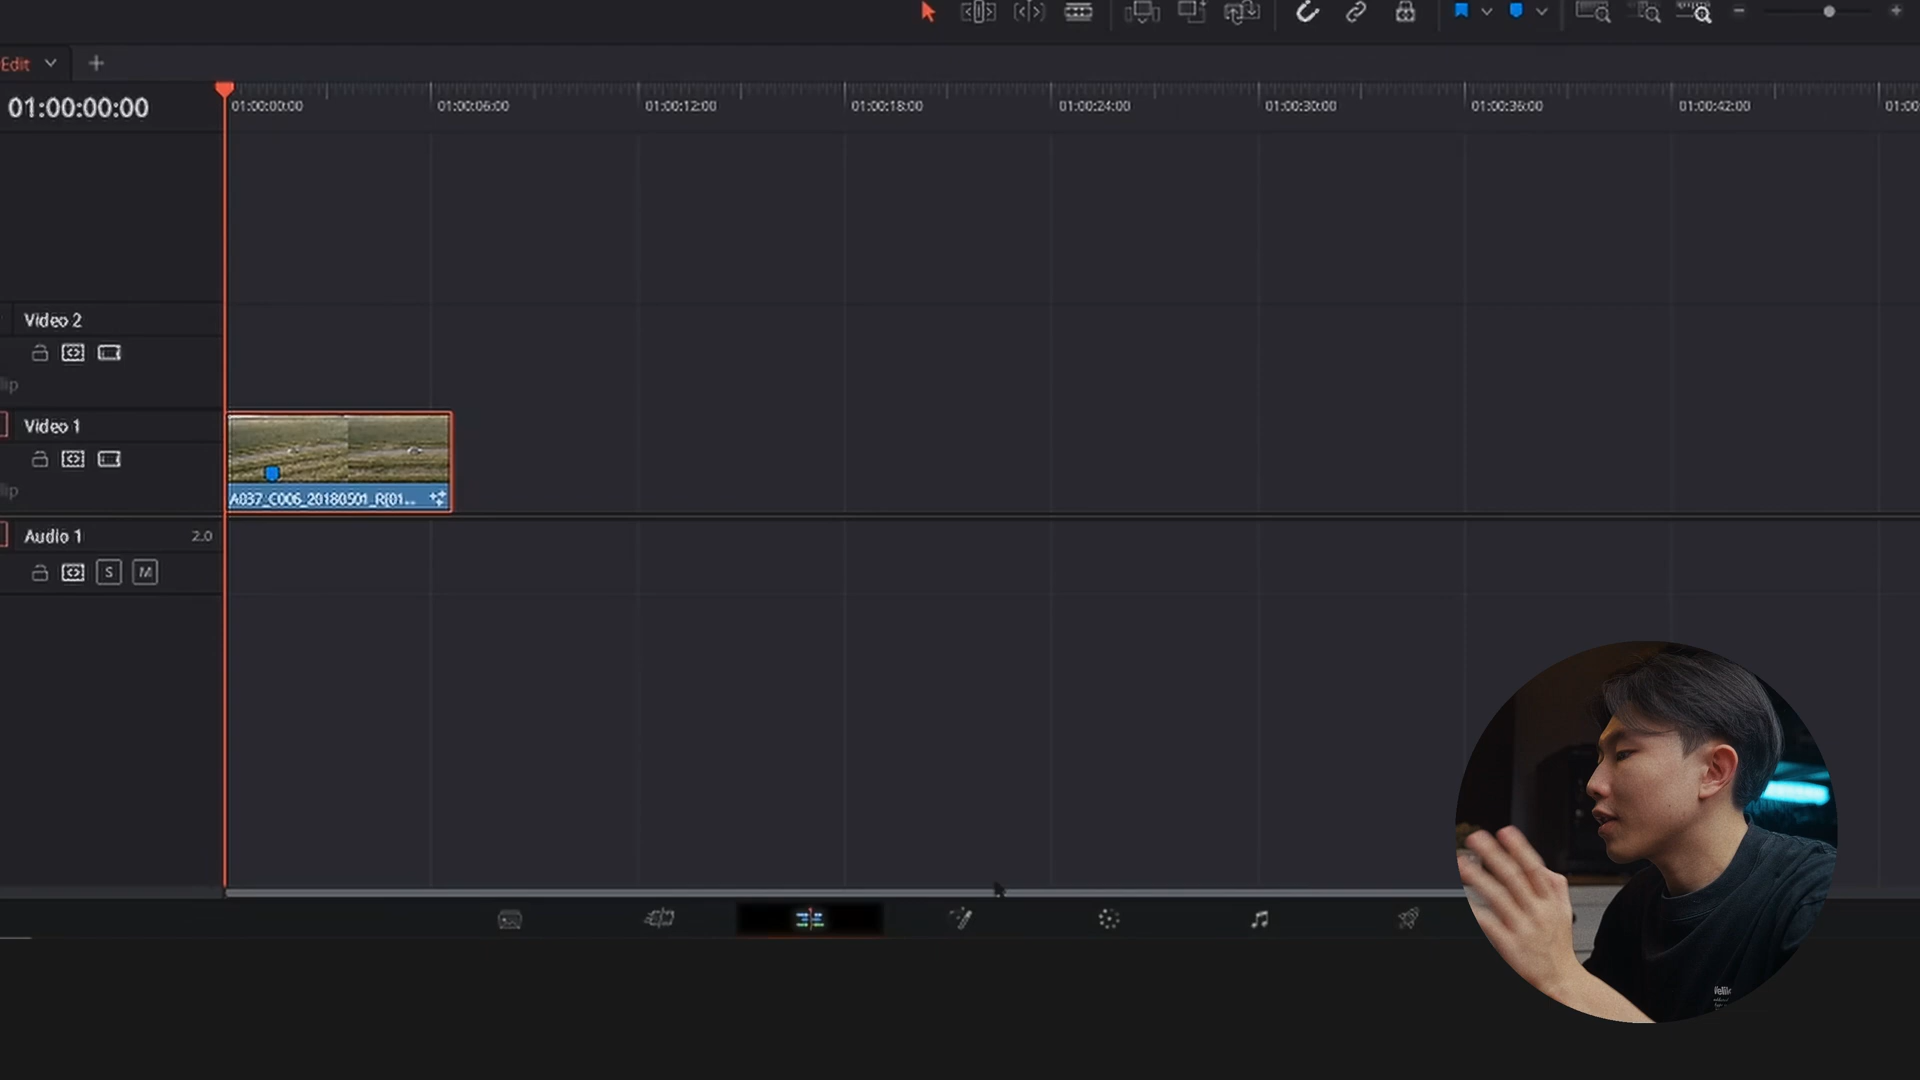 Edit
01:00:00:00
01:00:00:00 01:00:06:00 01:00:12:00 01:00:18:00 01:00:24:00 01:00:30:00 01:00:36:00 01:00:42:00 01:00
Video 2
lip
Video 1
lip
A037_C006_20180501_R[01...
Audio 1 2.0
S M